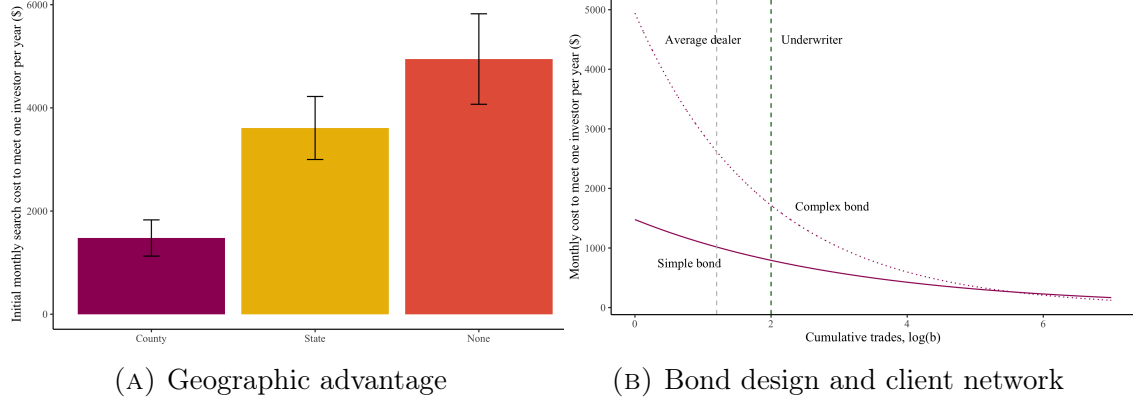 Initial monthly search cost to meet one investor per year ($)
6000
4000
2000
0
County State None
(A) Geographic advantage
Monthly cost to meet one investor per year ($)
5000
4000
3000
2000
1000
0
Average dealer
Underwriter
Complex bond
Simple bond
0 2 4 6
Cumulative trades, log(b)
(B) Bond design and client network